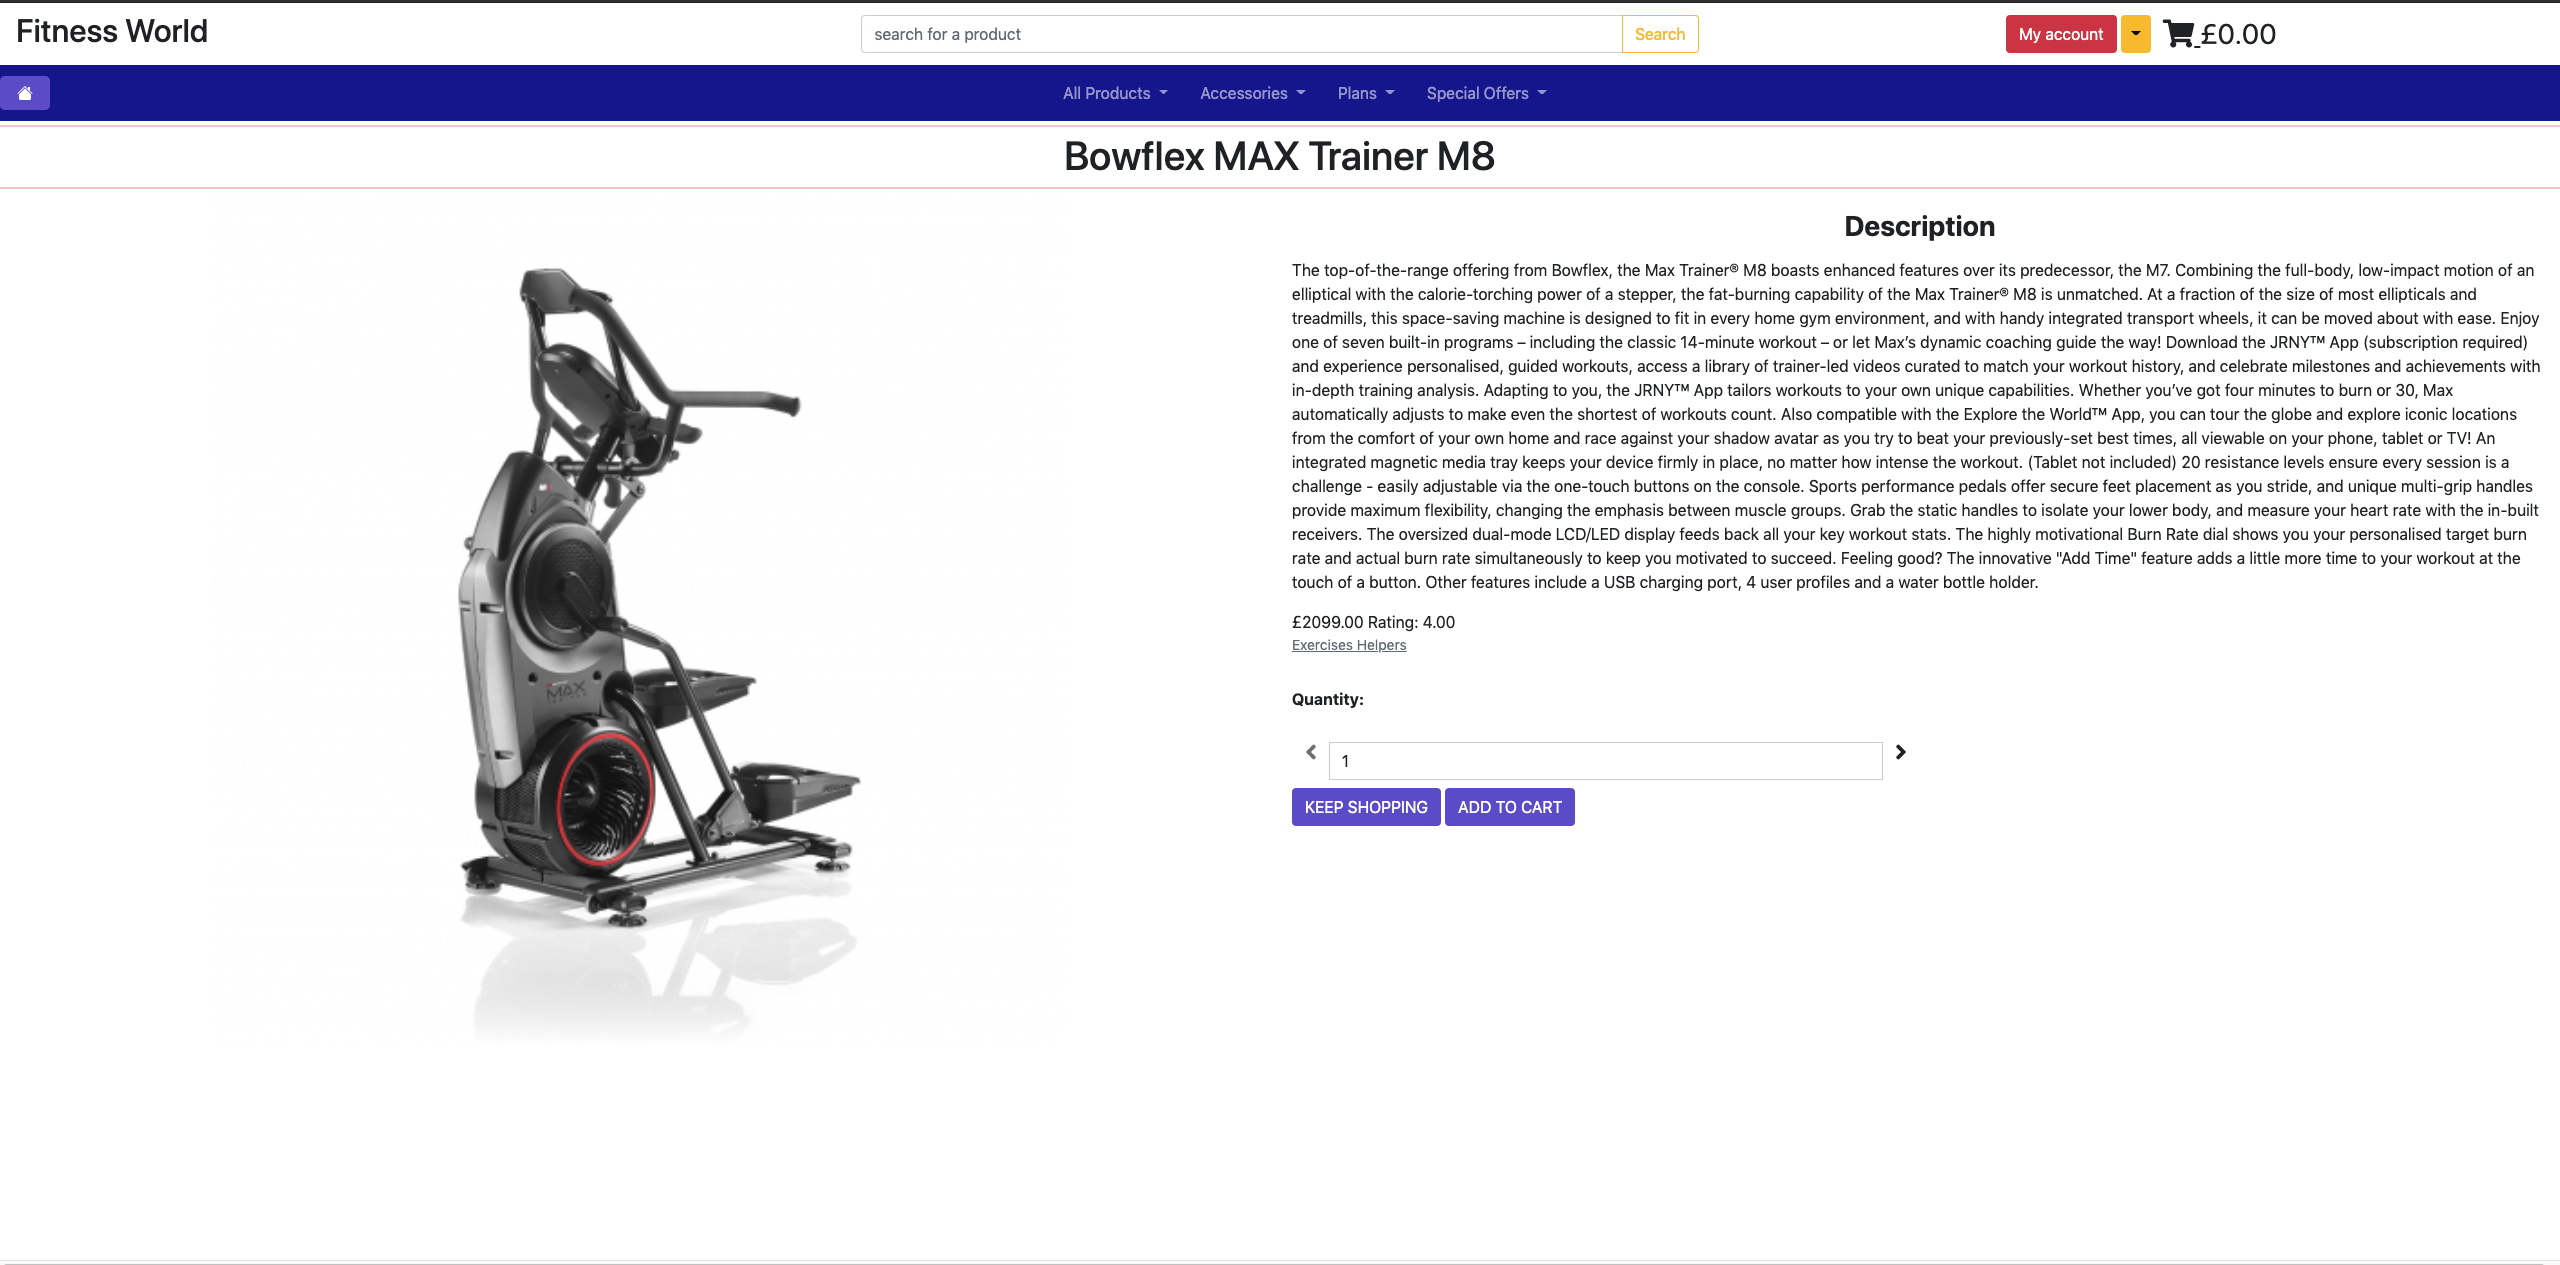 Fitness World
search for a product
Search
My account
£0.00
All Products
Accessories
Plans
Special Offers
Bowflex MAX Trainer M8
Description
The top-of-the-range offering from Bowflex, the Max Trainer® M8 boasts enhanced features over its predecessor, the M7. Combining the full-body, low-impact motion of an
elliptical with the calorie-torching power of a stepper, the fat-burning capability of the Max Trainer® M8 is unmatched. At a fraction of the size of most ellipticals and
treadmills, this space-saving machine is designed to fit in every home gym environment, and with handy integrated transport wheels, it can be moved about with ease. Enjoy
one of seven built-in programs – including the classic 14-minute workout – or let Max’s dynamic coaching guide the way! Download the JRNY™ App (subscription required)
and experience personalised, guided workouts, access a library of trainer-led videos curated to match your workout history, and celebrate milestones and achievements with
in-depth training analysis. Adapting to you, the JRNY™ App tailors workouts to your own unique capabilities. Whether you’ve got four minutes to burn or 30, Max
automatically adjusts to make even the shortest of workouts count. Also compatible with the Explore the World™ App, you can tour the globe and explore iconic locations
from the comfort of your own home and race against your shadow avatar as you try to beat your previously-set best times, all viewable on your phone, tablet or TV! An
integrated magnetic media tray keeps your device firmly in place, no matter how intense the workout. (Tablet not included) 20 resistance levels ensure every session is a
challenge - easily adjustable via the one-touch buttons on the console. Sports performance pedals offer secure feet placement as you stride, and unique multi-grip handles
provide maximum flexibility, changing the emphasis between muscle groups. Grab the static handles to isolate your lower body, and measure your heart rate with the in-built
receivers. The oversized dual-mode LCD/LED display feeds back all your key workout stats. The highly motivational Burn Rate dial shows you your personalised target burn
rate and actual burn rate simultaneously to keep you motivated to succeed. Feeling good? The innovative "Add Time" feature adds a little more time to your workout at the
touch of a button. Other features include a USB charging port, 4 user profiles and a water bottle holder.
£2099.00 Rating: 4.00
Exercises Helpers
Quantity:
1
KEEP SHOPPING
ADD TO CART
MAX